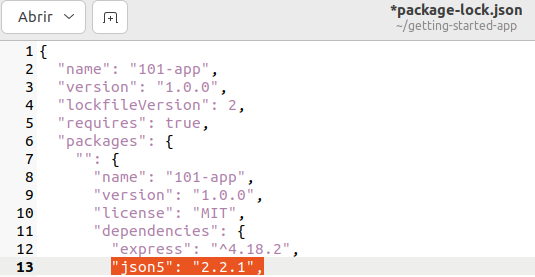 Abrir
*package-lock.json
~/getting-started-app
1 {
2 "name": "101-app",
3 "version": "1.0.0",
4 "lockfileVersion": 2,
5 "requires": true,
6 "packages": {
7 "": {
8 "name": "101-app",
9 "version": "1.0.0",
10 "license": "MIT",
11 "dependencies": {
12 "express": "^4.18.2",
13 "json5": "2.2.1",